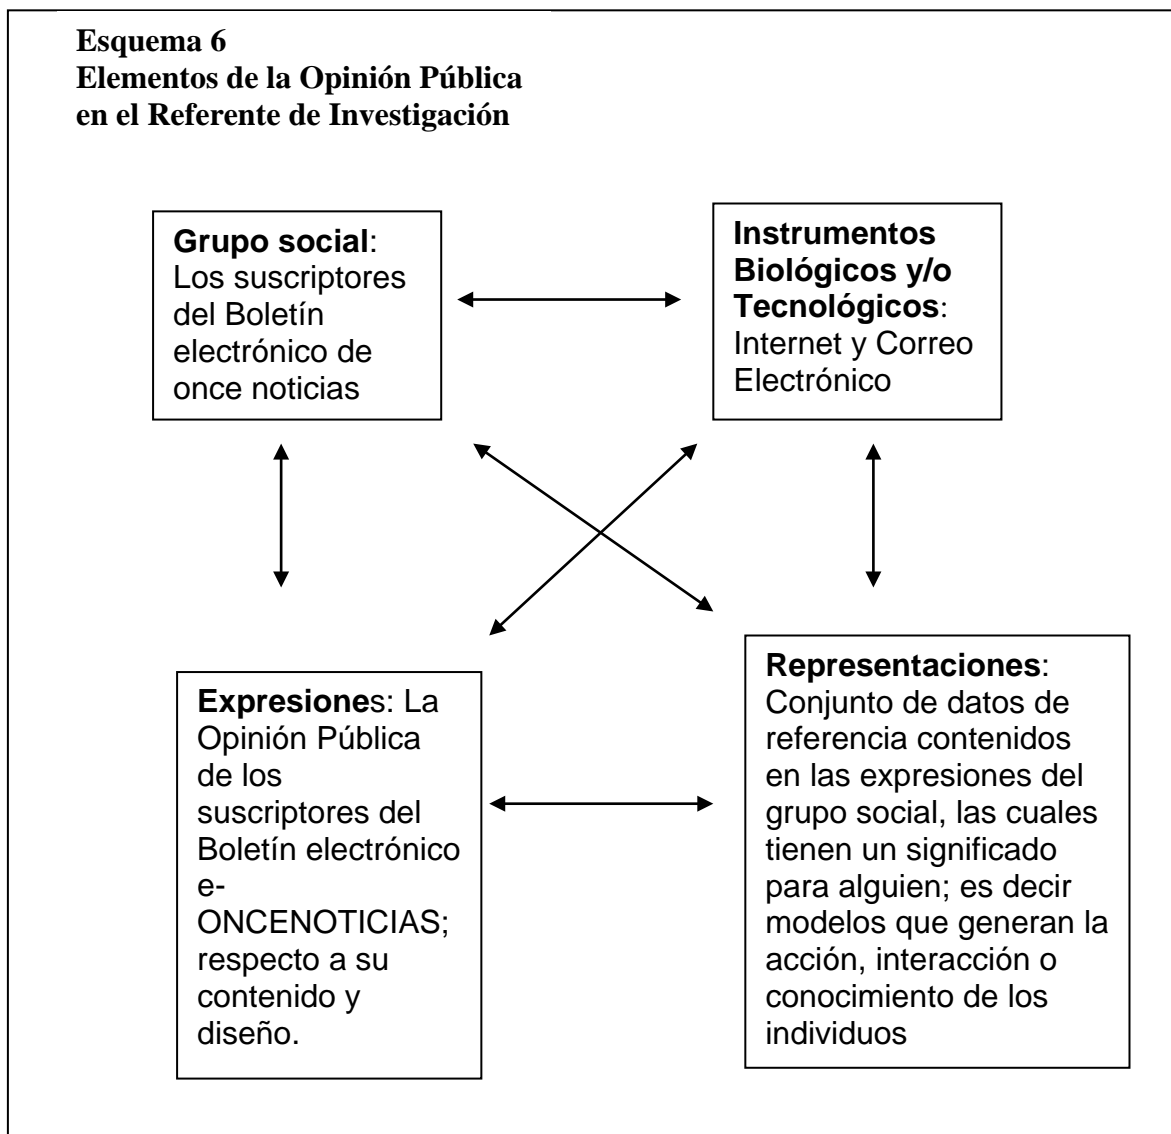 Esquema 6
Elementos de la Opinión Pública
en el Referente de Investigación
Grupo social:
Los suscriptores
del Boletín
electrónico de
once noticias
Instrumentos
Biológicos y/o
Tecnológicos:
Internet y Correo
Electrónico
Expresiones: La
Opinión Pública
de los
suscriptores del
Boletín electrónico
e-
ONCENOTICIAS;
respecto a su
contenido y
diseño.
Representaciones:
Conjunto de datos de
referencia contenidos
en las expresiones del
grupo social, las cuales
tienen un significado
para alguien; es decir
modelos que generan la
acción, interacción o
conocimiento de los
individuos